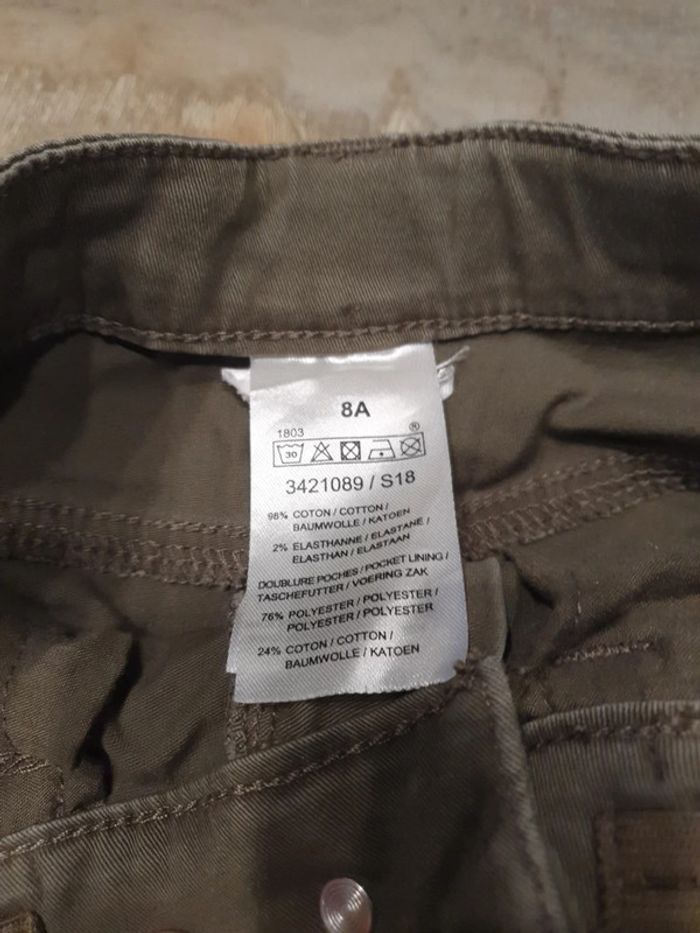 8A
1803
®
30
3421089 / S18
98% COTON / COTTON /
BAUMWOLLE / KATOEN
2% ELASTHANNE / ELASTANE /
ELASTHAN / ELASTAAN
DOUBLURE POCHES / POCKET LINING /
TASCHEFUTTER / VOERING ZAK
76% POLYESTER / POLYESTER /
POLYESTER / POLYESTER
24% COTON / COTTON /
BAUMWOLLE / KATOEN